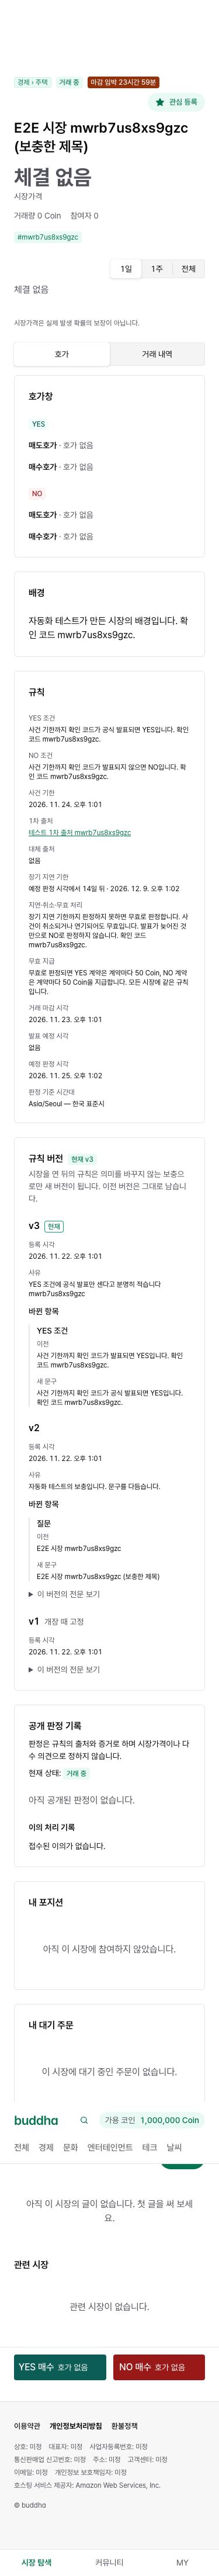 경제 › 주택 거래 중 마감 임박 23시간 59분
관심 등록
E2E 시장 mwrb7us8xsgzc
(보충한 제목)
체결 없음
시장가격
거래량 0 Coin 참여자 0
#mwrb7us8xsgzc
1일 1주 전체
체결 없음
시장가격은 실제 발생 확률의 보장이 아닙니다.
호가 거래 내역
호가창
YES
매도호가 · 호가 없음
매수호가 · 호가 없음
NO
매도호가 · 호가 없음
매수호가 · 호가 없음
배경
자동화 테스트가 만든 시장의 배경입니다. 확
인 코드 mwrb7us8xsgzc.
규칙
YES 조건
사건 기한까지 확인 코드가 공식 발표되면 YES입니다. 확인
코드 mwrb7us8xsgzc.
NO 조건
사건 기한까지 확인 코드가 발표되지 않으면 NO입니다. 확
인 코드 mwrb7us8xsgzc.
사건 기한
2026. 11. 24. 오후 1:01
1차 출처
테스트 1차 출처 mwrb7us8xsgzc
대체 출처
없음
장기 지연 기한
예정 판정 시각에서 14일 뒤 · 2026. 12. 9. 오후 1:02
지연·취소·무효 처리
장기 지연 기한까지 판정하지 못하면 무효로 판정합니다. 사
건이 취소되거나 연기되어도 무효입니다. 발표가 늦어진 것
만으로 NO로 판정하지 않습니다. 확인 코드
mwrb7us8xsgzc.
무효 지급
무효로 판정되면 YES 계약은 계약마다 50 Coin, NO 계약
은 계약마다 50 Coin을 지급합니다. 모든 시장에 같은 규칙
입니다.
거래 마감 시각
2026. 11. 23. 오후 1:01
발표 예정 시각
없음
예정 판정 시각
2026. 11. 25. 오후 1:02
판정 기준 시간대
Asia/Seoul — 한국 표준시
규칙 버전 현재 v3
시장을 연 뒤의 규칙은 의미를 바꾸지 않는 보충으
로만 새 버전이 됩니다. 이전 버전은 그대로 남습니
다.
v3 현재
등록 시각
2026. 11. 22. 오후 1:01
사유
YES 조건에 공식 발표만 센다고 분명히 적습니다
mwrb7us8xsgzc
바뀐 항목
YES 조건
이전
사건 기한까지 확인 코드가 발표되면 YES입니다. 확인
코드 mwrb7us8xsgzc.
새 문구
사건 기한까지 확인 코드가 공식 발표되면 YES입니다.
확인 코드 mwrb7us8xsgzc.
v2
등록 시각
2026. 11. 22. 오후 1:01
사유
자동화 테스트의 보충입니다. 문구를 다듬습니다.
바뀐 항목
질문
이전
E2E 시장 mwrb7us8xsgzc
새 문구
E2E 시장 mwrb7us8xsgzc (보충한 제목)
▶ 이 버전의 전문 보기
v1 개장 때 고정
등록 시각
2026. 11. 22. 오후 1:01
▶ 이 버전의 전문 보기
공개 판정 기록
판정은 규칙의 출처와 증거로 하며 시장가격이나 다
수 의견으로 정하지 않습니다.
현재 상태: 거래 중
아직 공개된 판정이 없습니다.
이의 처리 기록
접수된 이의가 없습니다.
내 포지션
아직 이 시장에 참여하지 않았습니다.
내 대기 주문
이 시장에 대기 중인 주문이 없습니다.
buddha 가용 코인 1,000,000 Coin
전체 경제 문화 엔터테인먼트 테크 날씨
아직 이 시장의 글이 없습니다. 첫 글을 써 보세
요.
관련 시장
관련 시장이 없습니다.
YES 매수 호가 없음 NO 매수 호가 없음
이용약관 개인정보처리방침 환불정책
상호: 미정 대표자: 미정 사업자등록번호: 미정
통신판매업 신고번호: 미정 주소: 미정 고객센터: 미정
이메일: 미정 개인정보 보호책임자: 미정
호스팅 서비스 제공자: Amazon Web Services, Inc.
© buddha
시장 탐색 커뮤니티 MY